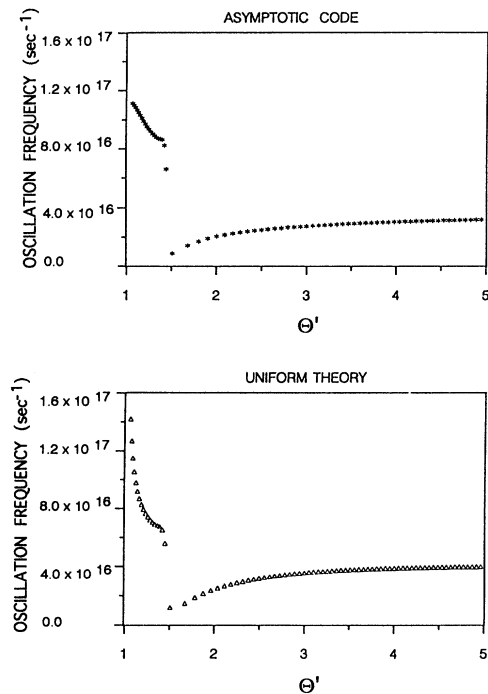 ASYMPTOTIC CODE
OSCILLATION FREQUENCY (sec⁻¹)
1.6 x 10 17
1.2 x 10 17
8.0 x 10 16
4.0 x 10 16
0.0
1 2 3 4 5
Θ'
UNIFORM THEORY
OSCILLATION FREQUENCY (sec⁻¹)
1.6 x 10 17
1.2 x 10 17
8.0 x 10 16
4.0 x 10 16
0.0
1 2 3 4 5
Θ'